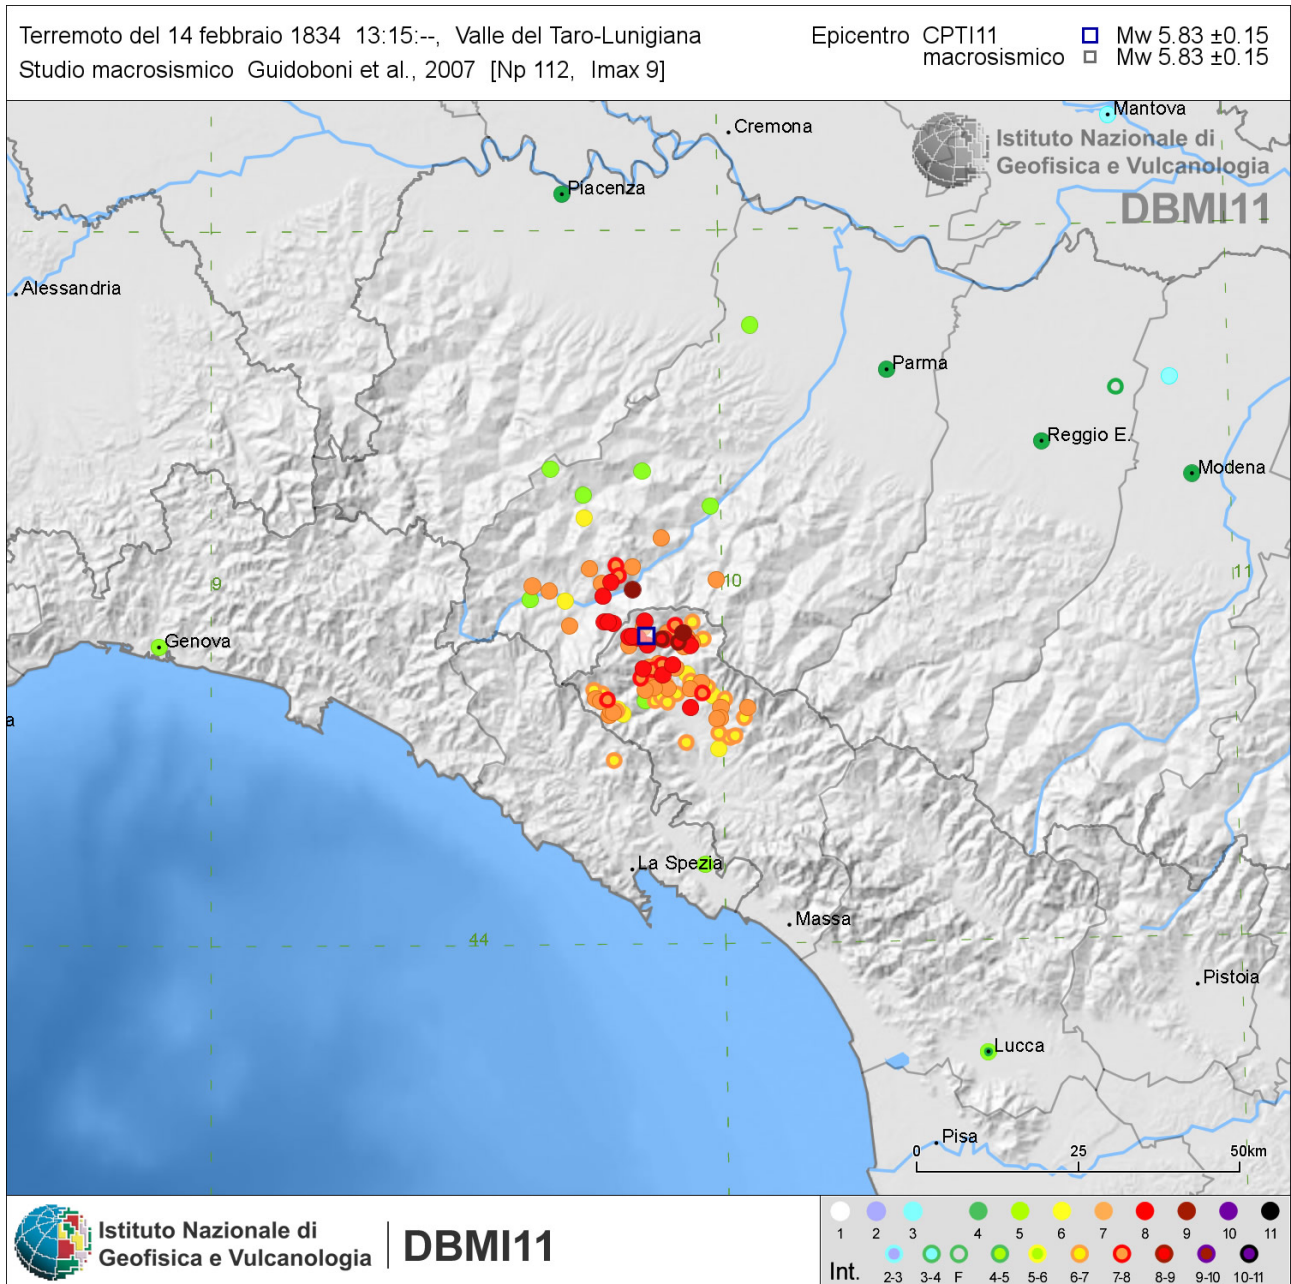 Terremoto del 14 febbraio 1834 13:15:--, Valle del Taro-Lunigiana
Studio macrosismico Guidoboni et al., 2007 [Np 112, Imax 9]
Epicentro CPTI11 Mw 5.83 ±0.15
macrosismico Mw 5.83 ±0.15
Mantova
Cremona
Istituto Nazionale di
Geofisica e Vulcanologia
DBMI11
Piacenza
Alessandria
Parma
Reggio E.
Modena
9
10
11
Genova
a
La Spezia
Massa
44
Pistoia
Lucca
Pisa
0 25 50km
Istituto Nazionale di
Geofisica e Vulcanologia
DBMI11
1 2 3 4 5 6 7 8 9 10 11
Int. 2-3 3-4 F 4-5 5-6 6-7 7-8 8-9 9-10 10-11